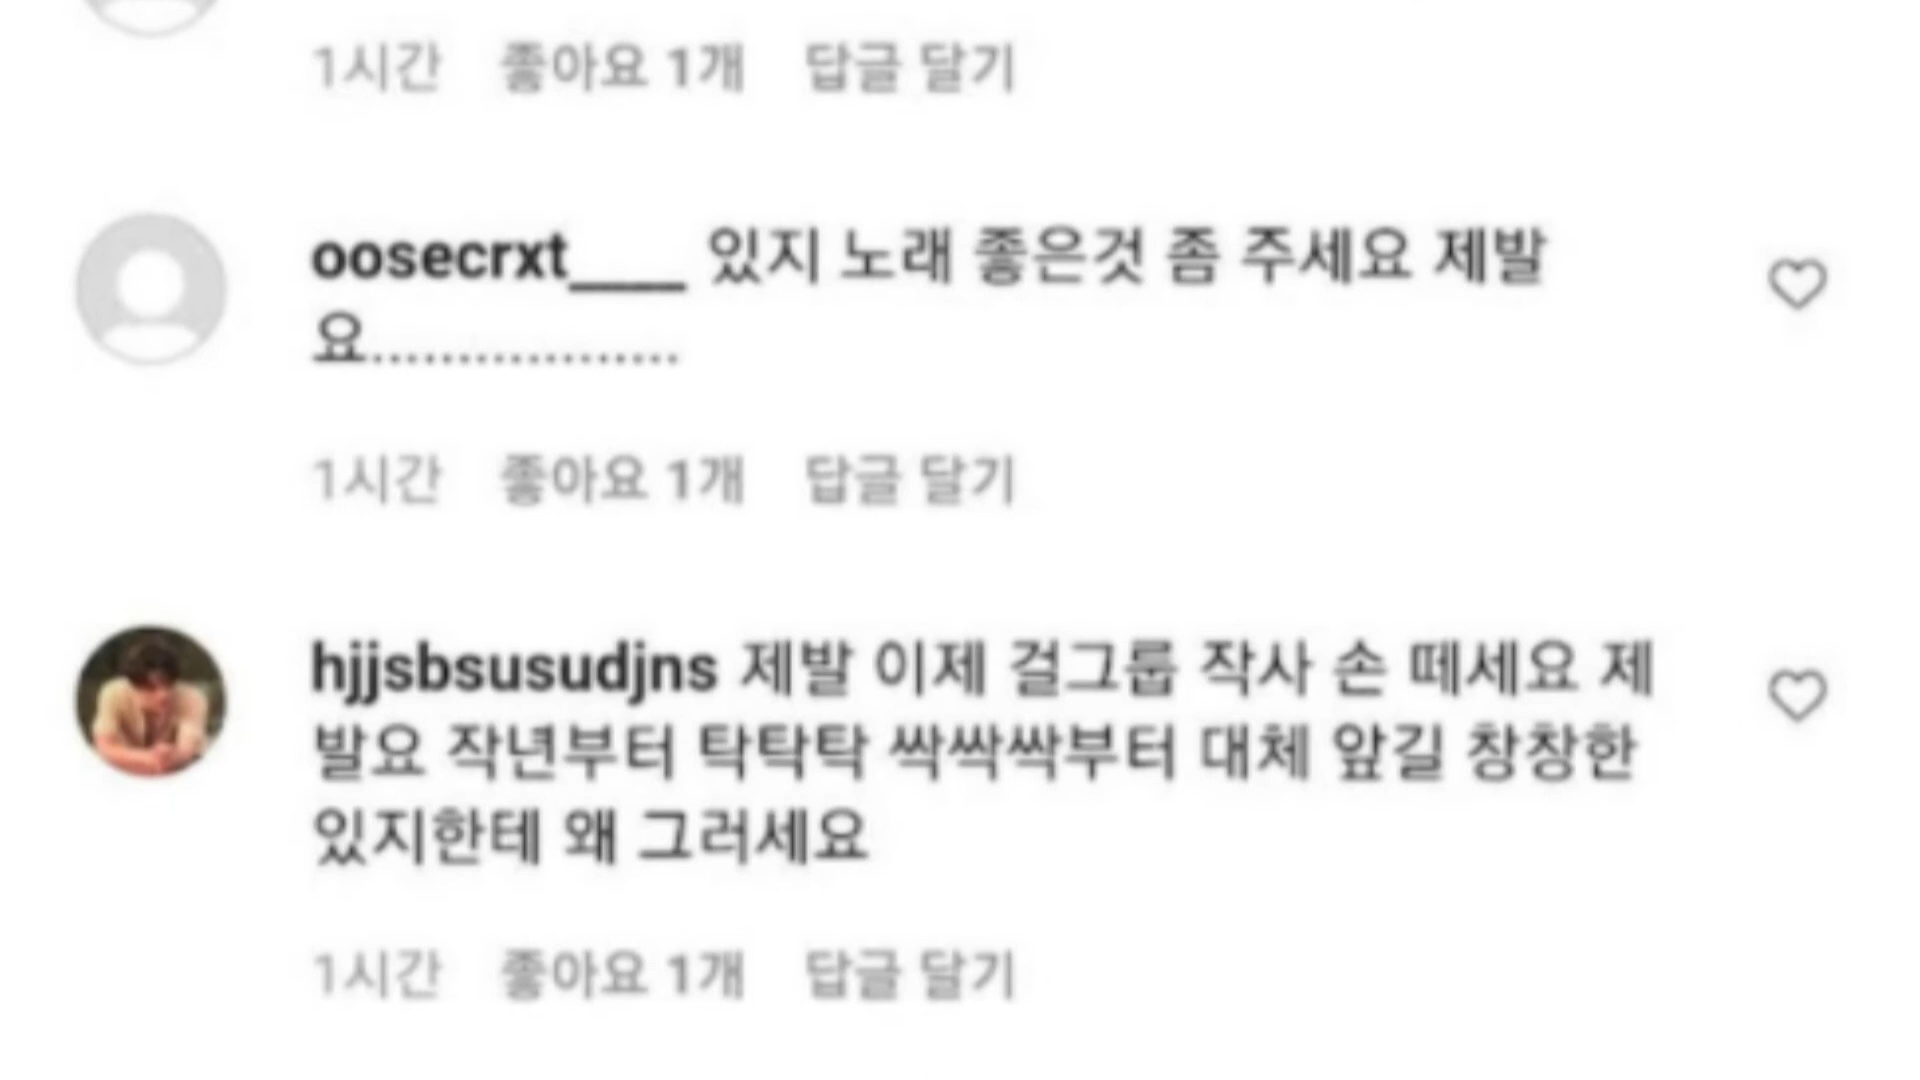 1시간 좋아요 1개 답글 달기
oosecrxt____ 있지 노래 좋은것 좀 주세요 제발
요..................
1시간 좋아요 1개 답글 달기
hjjsbsusudjns 제발 이제 걸그룹 작사 손 떼세요 제
발요 작년부터 탁탁탁 싹싹싹부터 대체 앞길 창창한
있지한테 왜 그러세요
1시간 좋아요 1개 답글 달기